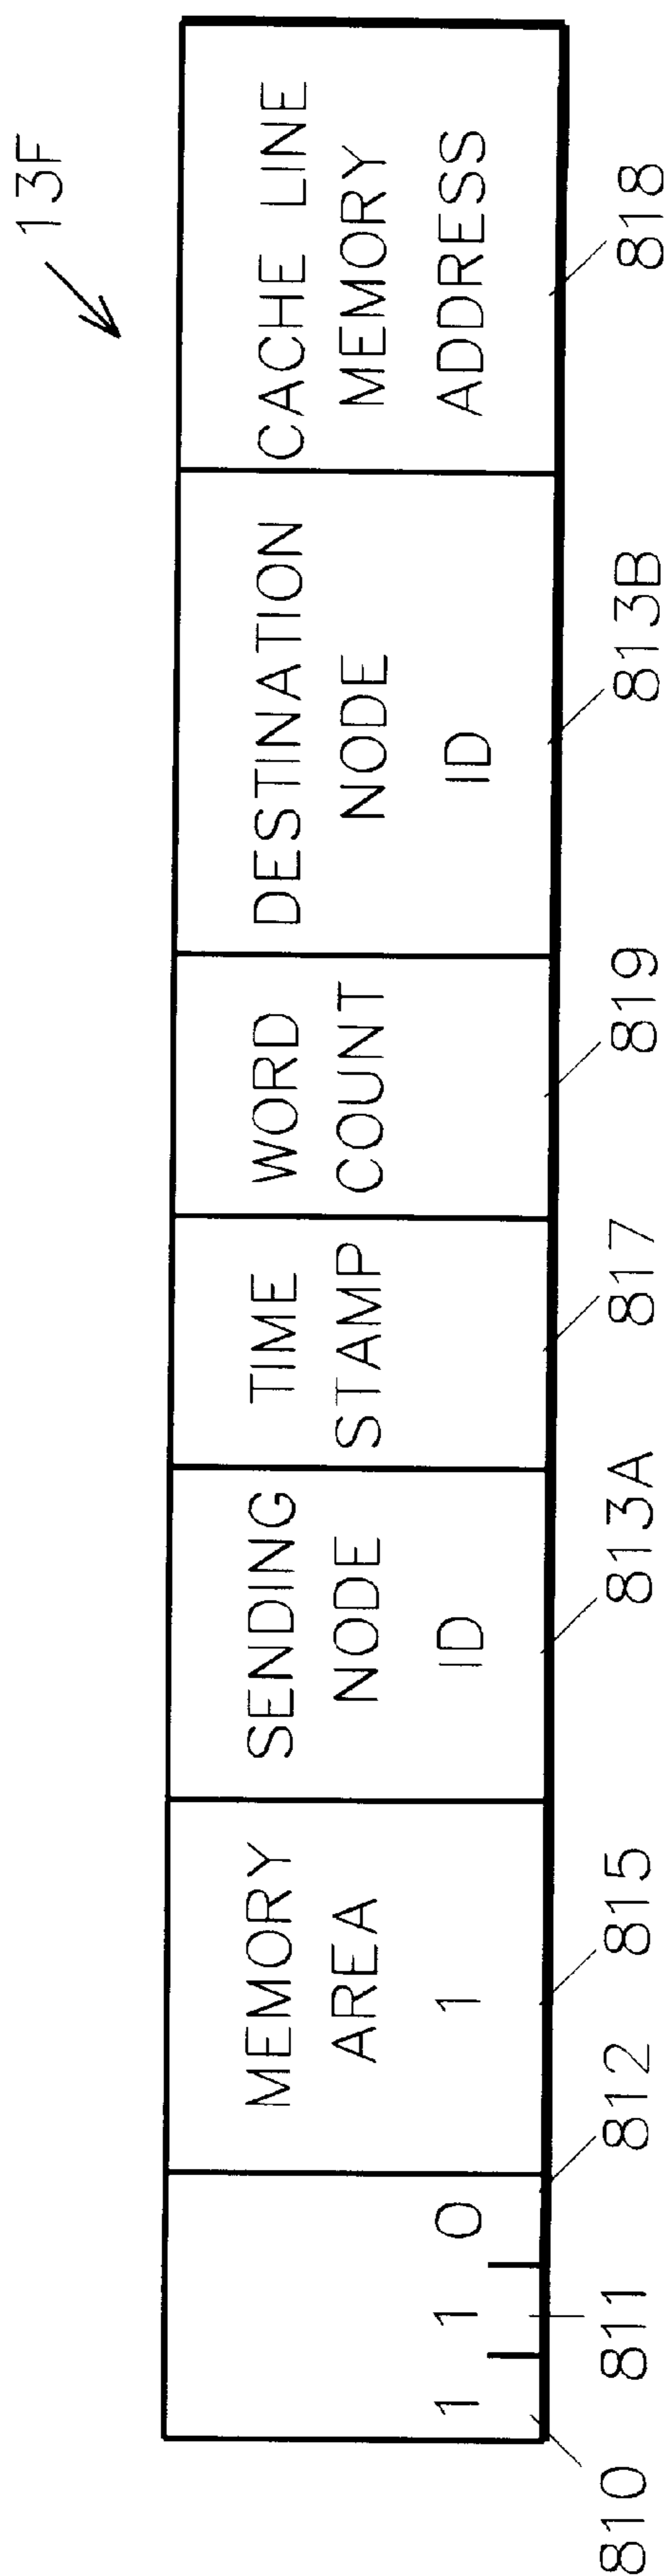 13F
1 1 0
MEMORY
AREA
1
SENDING
NODE
ID
TIME
STAMP
WORD
COUNT
DESTINATION
NODE
ID
CACHE LINE
MEMORY
ADDRESS
810
811
812
815
813A
817
819
813B
818